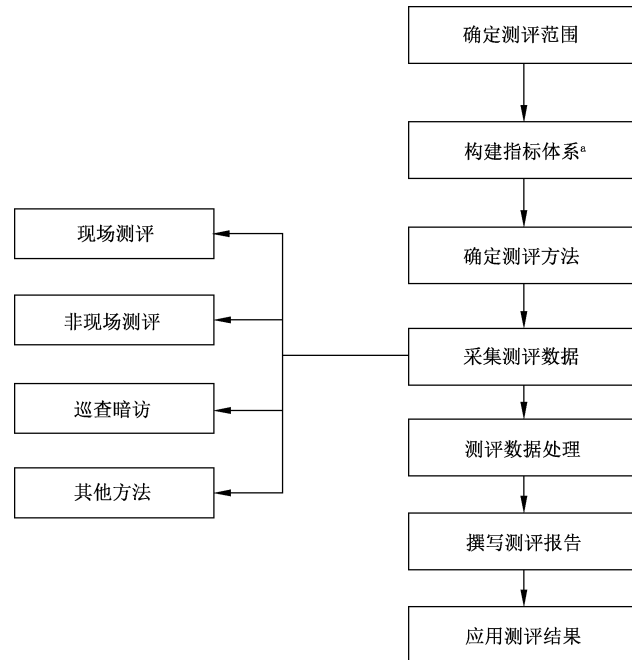 确定测评范围
构建指标体系ᵃ
确定测评方法
采集测评数据
测评数据处理
撰写测评报告
应用测评结果
现场测评
非现场测评
巡查暗访
其他方法